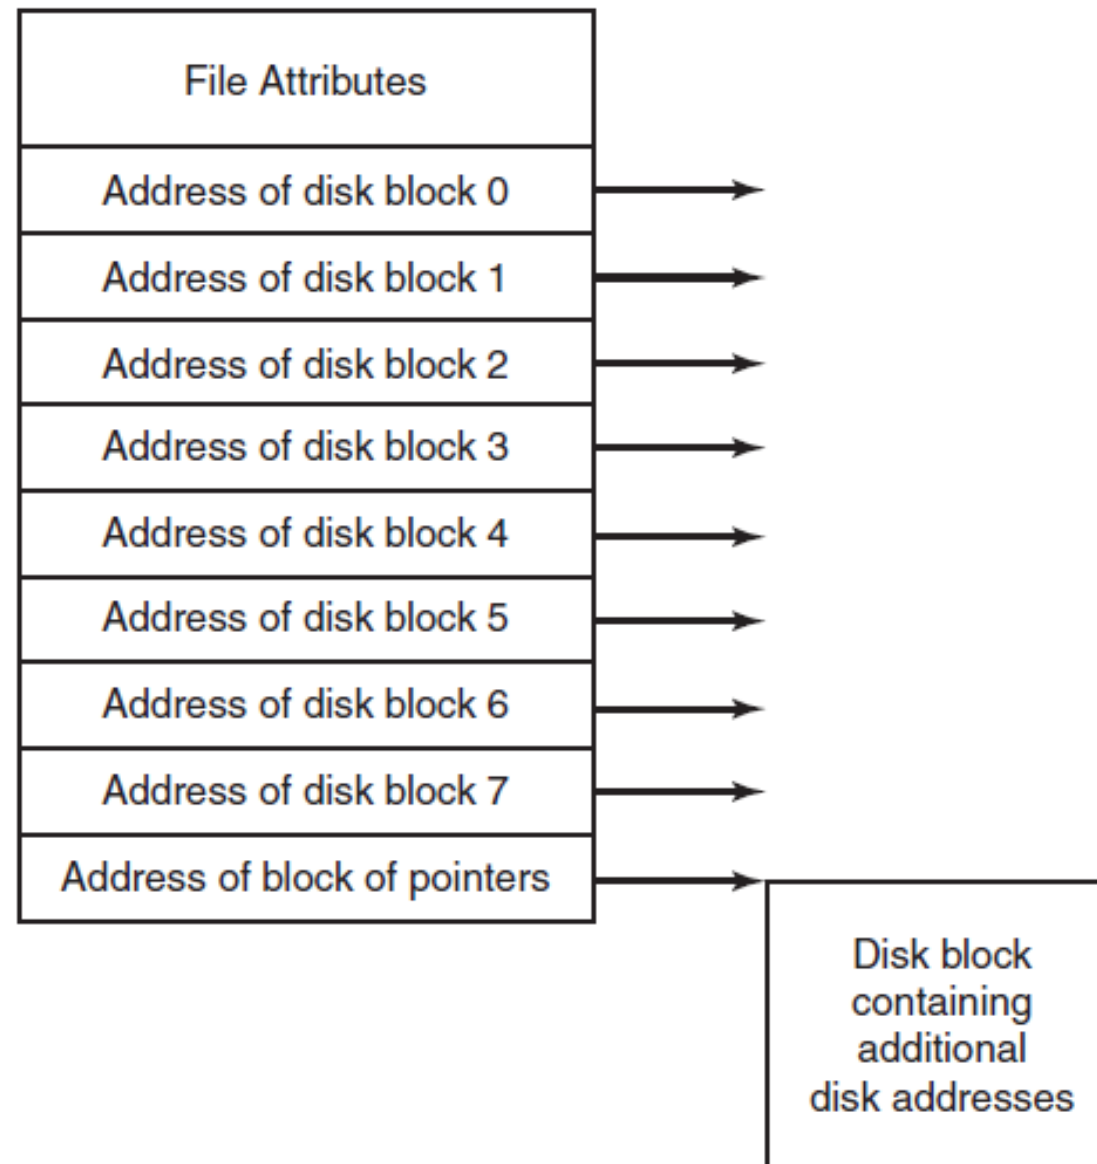 File Attributes
Address of disk block 0
Address of disk block 1
Address of disk block 2
Address of disk block 3
Address of disk block 4
Address of disk block 5
Address of disk block 6
Address of disk block 7
Address of block of pointers
Disk block
containing
additional
disk addresses